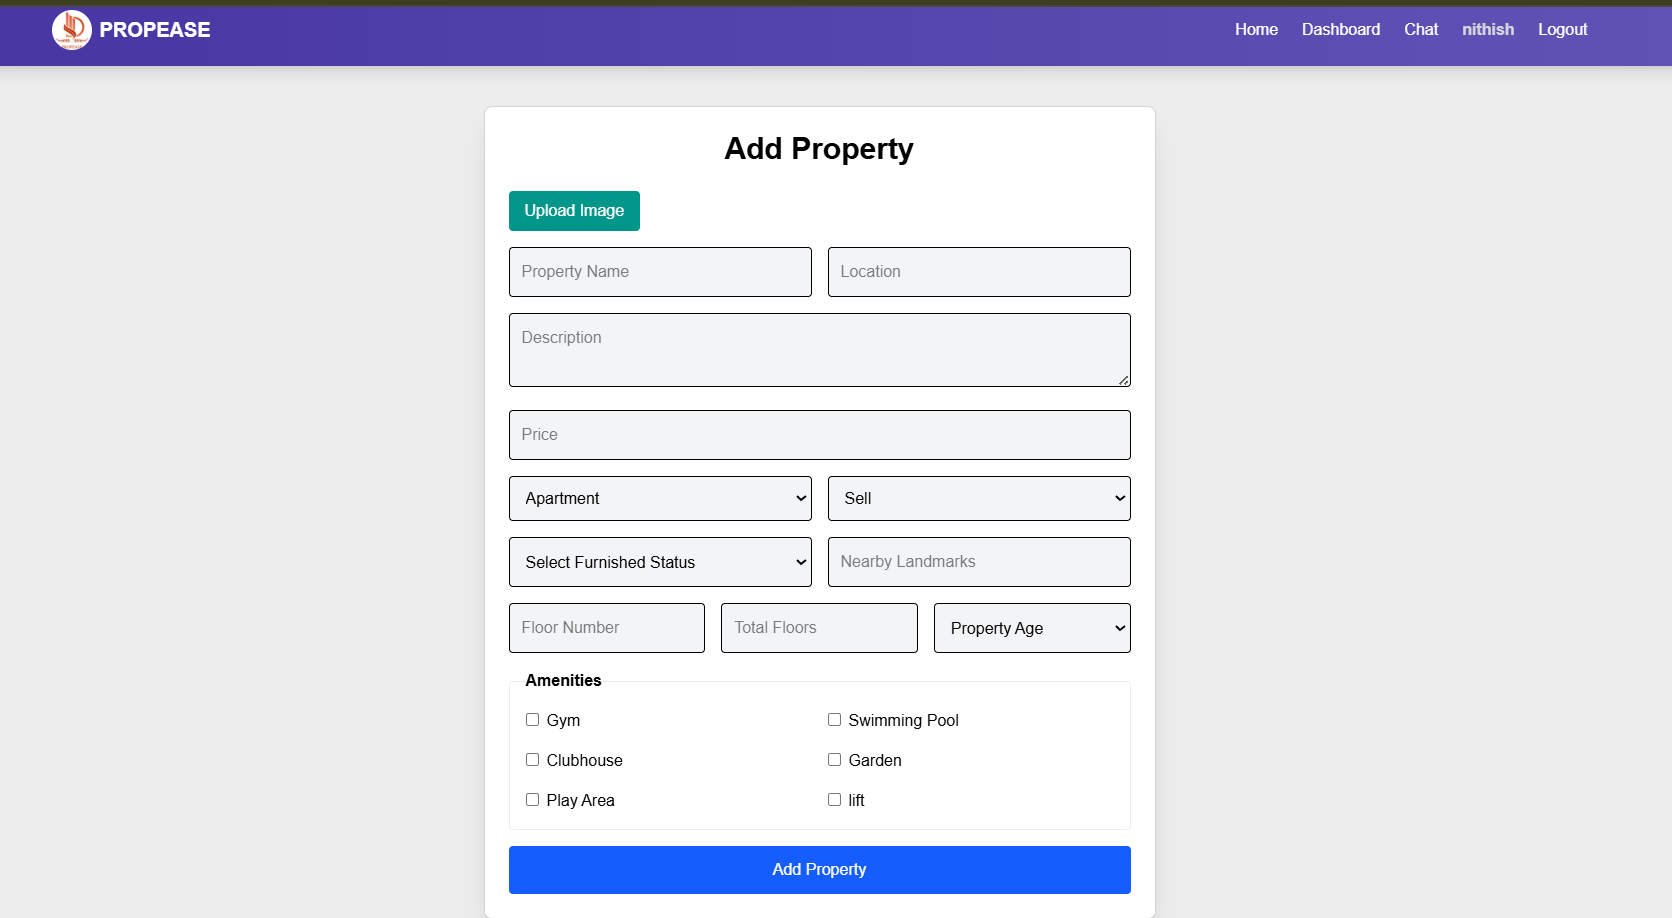 PROPEASE
PROPEASE Home Dashboard Chat nithish Logout
Add Property
Upload Image
Property Name Location
Description
Price
Apartment Sell
Select Furnished Status Nearby Landmarks
Floor Number Total Floors Property Age
Amenities
Gym Swimming Pool
Clubhouse Garden
Play Area lift
Add Property